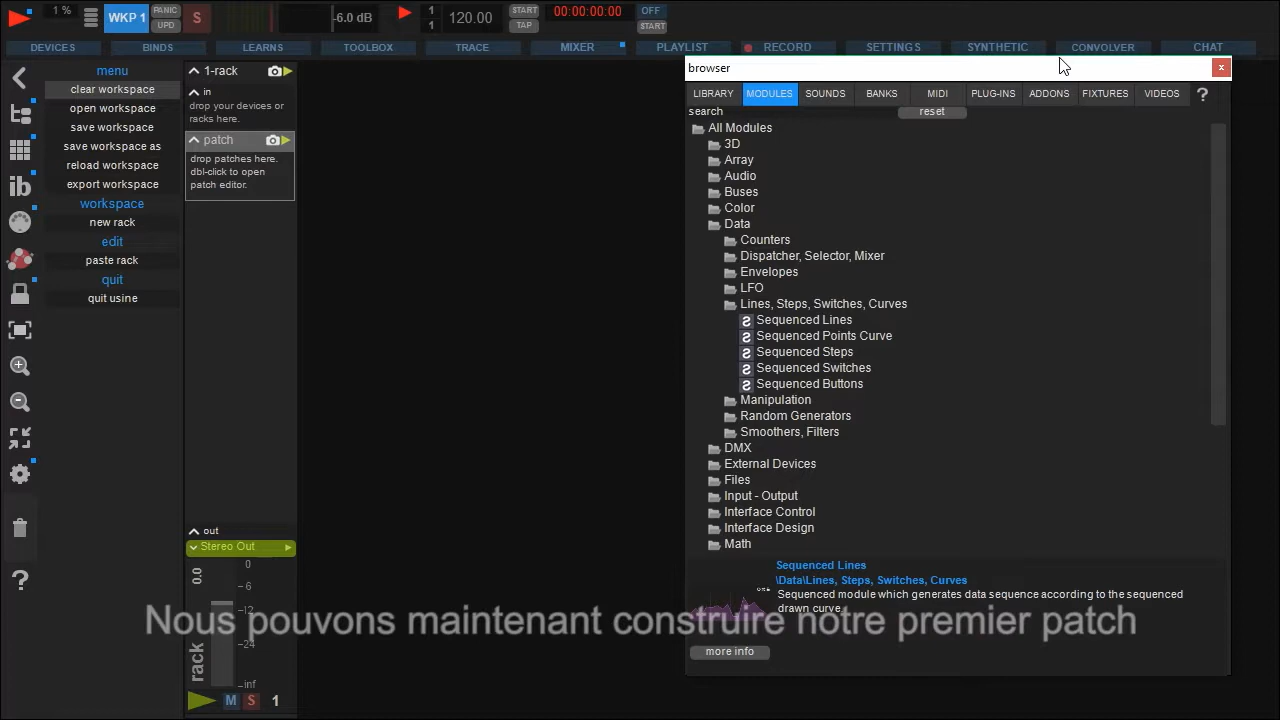 1 %
WKP 1
PANIC
UPD
S
-6.0 dB
1
1
120.00
START
TAP
00:00:00:00
OFF
START
DEVICES
BINDS
LEARNS
TOOLBOX
TRACE
MIXER
PLAYLIST
RECORD
SETTINGS
SYNTHETIC
CONVOLVER
CHAT
menu
clear workspace
open workspace
save workspace
save workspace as
reload workspace
export workspace
workspace
new rack
edit
paste rack
quit
quit usine
ib
?
1-rack
in
drop your devices or
racks here.
patch
drop patches here.
dbl-click to open
patch editor.
out
Stereo Out
0.0
0
-6
-12
-24
-inf
rack
M
S
1
browser
x
LIBRARY
MODULES
SOUNDS
BANKS
MIDI
PLUG-INS
ADDONS
FIXTURES
VIDEOS
?
search
reset
All Modules
3D
Array
Audio
Buses
Color
Data
Counters
Dispatcher, Selector, Mixer
Envelopes
LFO
Lines, Steps, Switches, Curves
Sequenced Lines
Sequenced Points Curve
Sequenced Steps
Sequenced Switches
Sequenced Buttons
Manipulation
Random Generators
Smoothers, Filters
DMX
External Devices
Files
Input - Output
Interface Control
Interface Design
Math
Sequenced Lines
\Data\Lines, Steps, Switches, Curves
Sequenced module which generates data sequence according to the sequenced
drawn curve.
more info
Nous pouvons maintenant construire notre premier patch